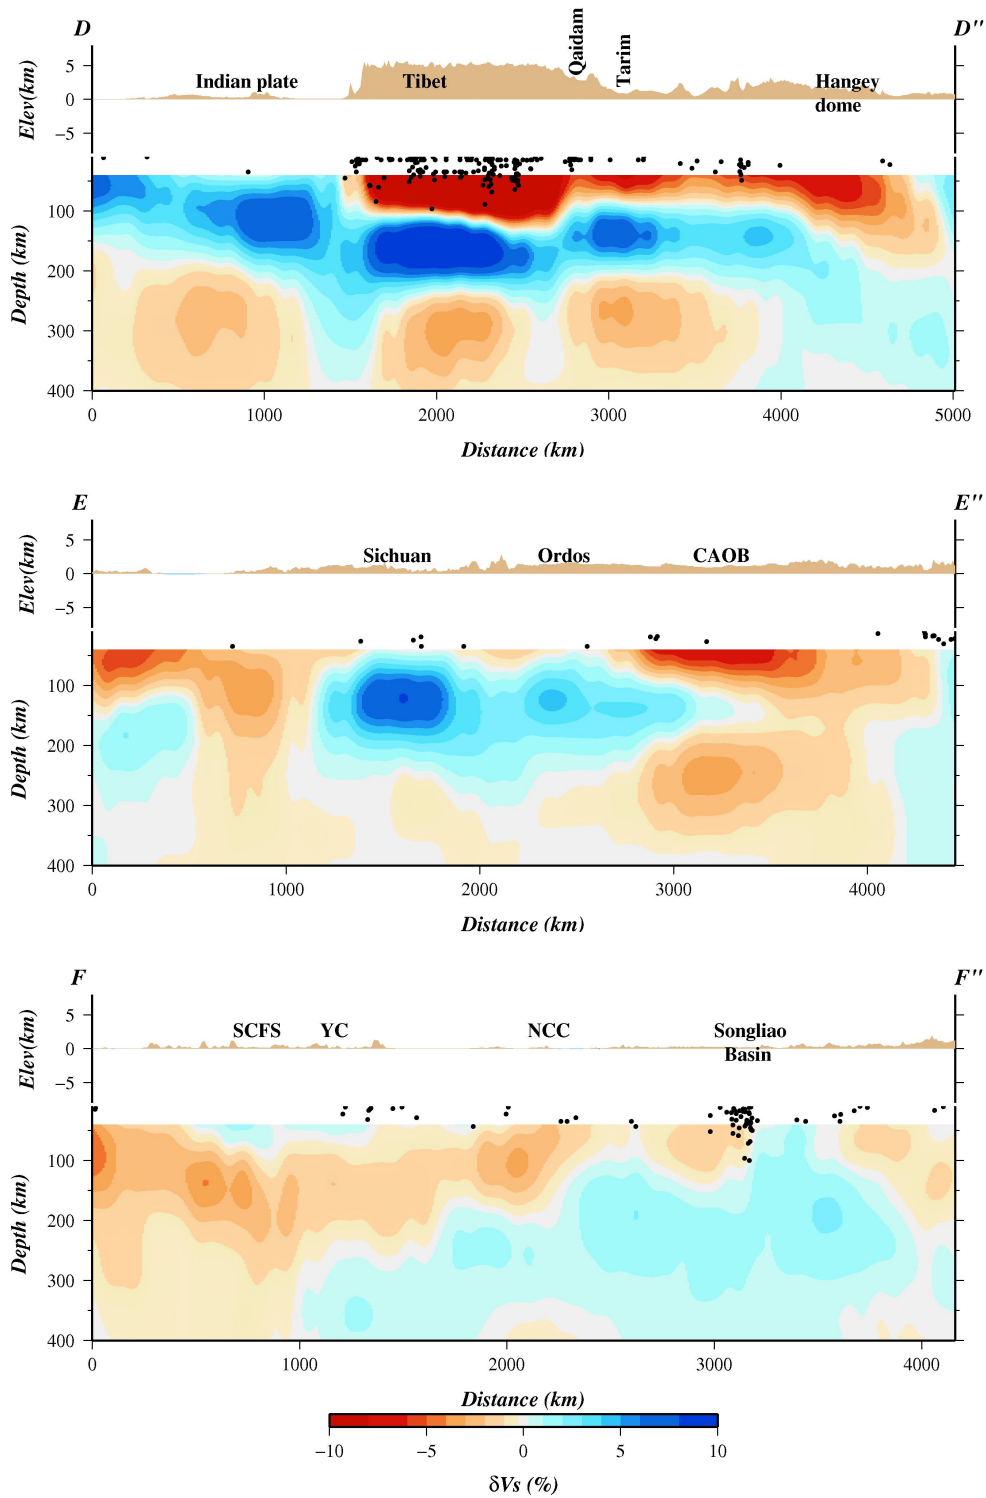 D D"
Qaidam
Tarim
Indian plate Tibet Hangey
dome
Elev(km)
5
0
−5
Depth (km)
100
200
300
400
0 1000 2000 3000 4000 5000
Distance (km)
E E"
Sichuan Ordos CAOB
Elev(km)
5
0
−5
Depth (km)
100
200
300
400
0 1000 2000 3000 4000
Distance (km)
F F"
SCFS YC NCC Songliao
Basin
Elev(km)
5
0
−5
Depth (km)
100
200
300
400
0 1000 2000 3000 4000
Distance (km)
−10 −5 0 5 10
δVs (%)